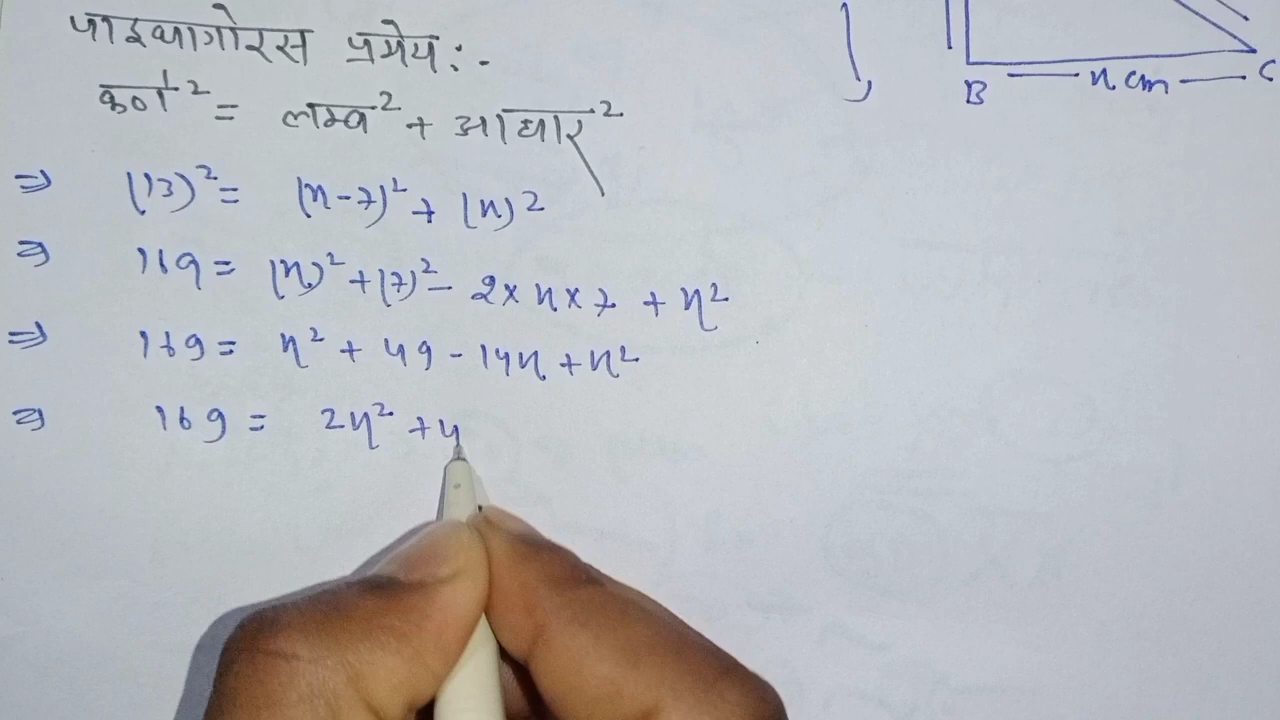 पाइथागोरस प्रमेय:-
कर्ण² = लम्ब² + आधार²
⇒ (13)² = (x-7)² + (x)²
⇒ 169 = (x)² + (7)² - 2 × x × 7 + x²
⇒ 169 = x² + 49 - 14x + x²
⇒ 169 = 2x² + 4
B x cm C